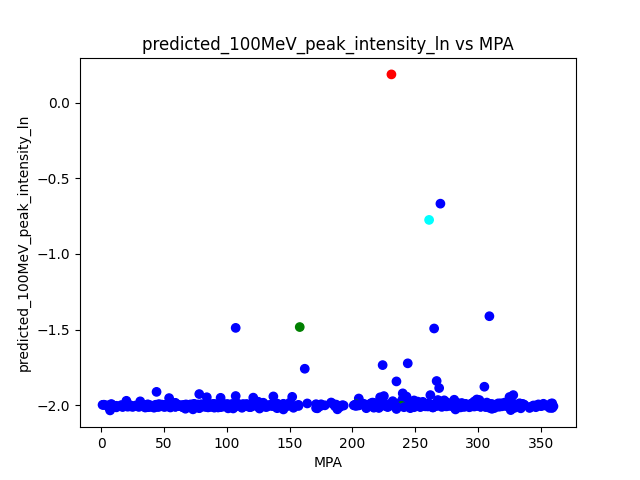 predicted_100MeV_peak_intensity_ln vs MPA
predicted_100MeV_peak_intensity_ln
0.0
−0.5
−1.0
−1.5
−2.0
0 50 100 150 200 250 300 350
MPA